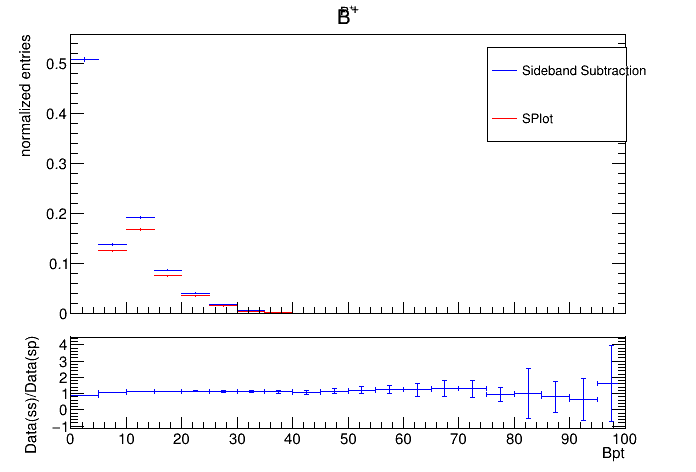 B⁺
normalized entries
0.5
0.4
0.3
0.2
0.1
0
Sideband Subtraction
SPlot
Data(ss)/Data(sp)
4
3
2
1
0
−1
0 10 20 30 40 50 60 70 80 90 100
Bpt